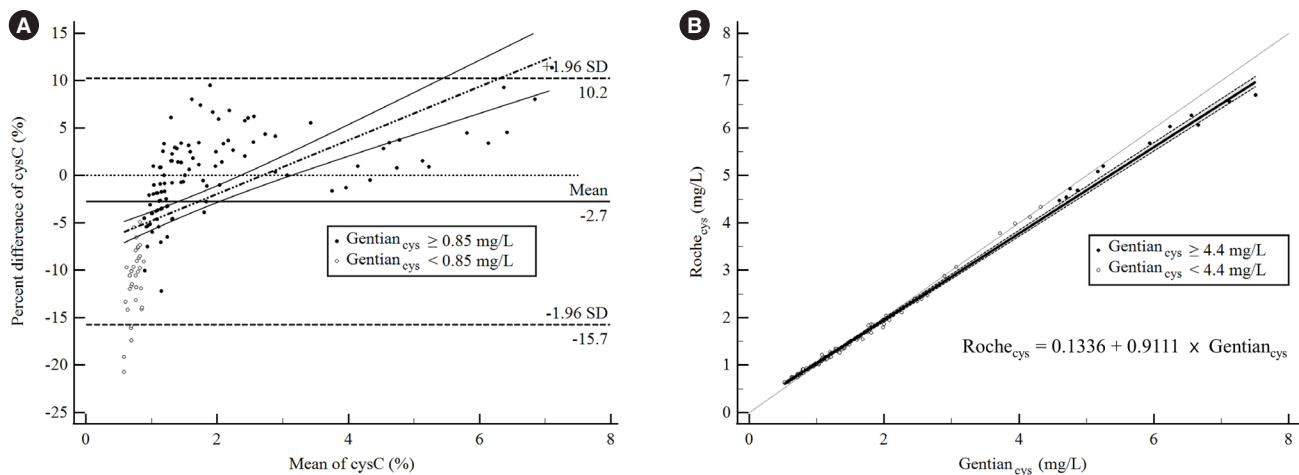 A
15
10
5
0
-5
-10
-15
-20
-25
Percent difference of cysC (%)
+1.96 SD
10.2
Mean
-2.7
-1.96 SD
-15.7
Gentiancys ≥ 0.85 mg/L
Gentiancys < 0.85 mg/L
0 2 4 6 8
Mean of cysC (%)
B
8
7
6
5
4
3
2
1
0
Rochecys (mg/L)
Gentiancys ≥ 4.4 mg/L
Gentiancys < 4.4 mg/L
Rochecys = 0.1336 + 0.9111 x Gentiancys
0 2 4 6 8
Gentiancys (mg/L)